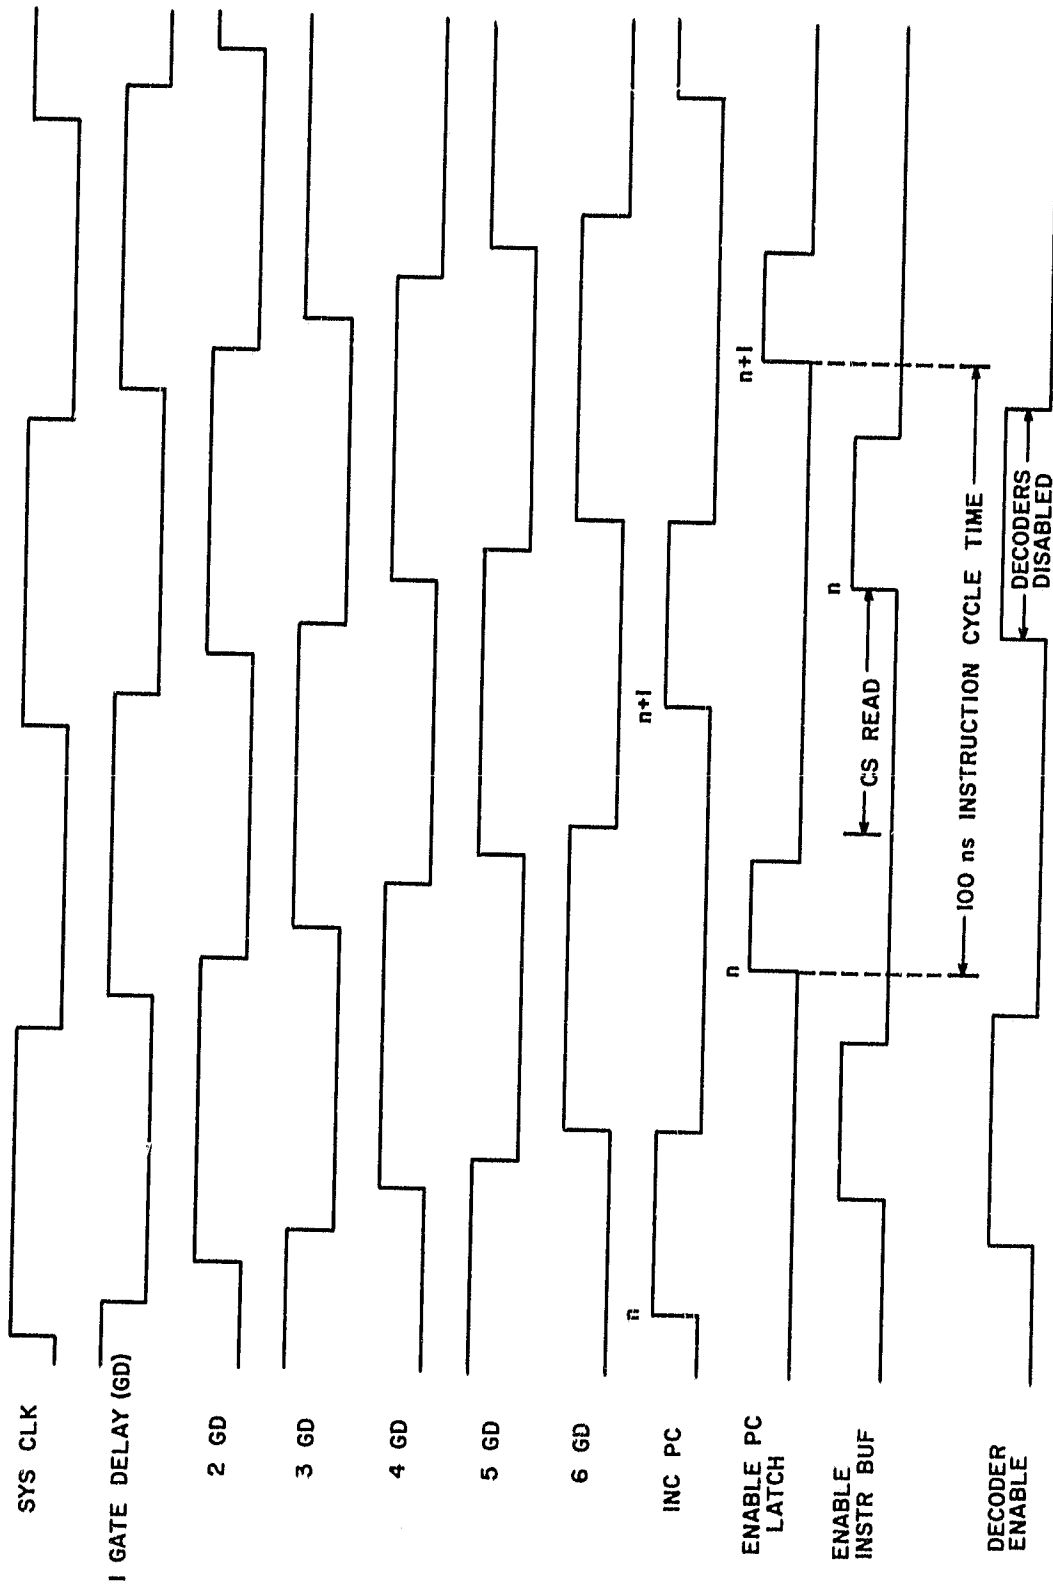 SYS CLK
1 GATE DELAY (GD)
2 GD
3 GD
4 GD
5 GD
6 GD
n
n+1
INC PC
n
n+1
ENABLE PC
LATCH
n
CS READ
ENABLE
INSTR BUF
100 ns INSTRUCTION CYCLE TIME
DECODERS
DISABLED
DECODER
ENABLE